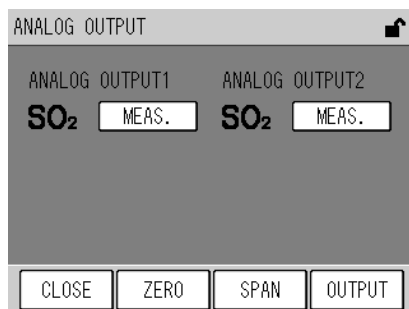 ANALOG OUTPUT
ANALOG OUTPUT1 ANALOG OUTPUT2
SO₂ MEAS. SO₂ MEAS.
CLOSE ZERO SPAN OUTPUT